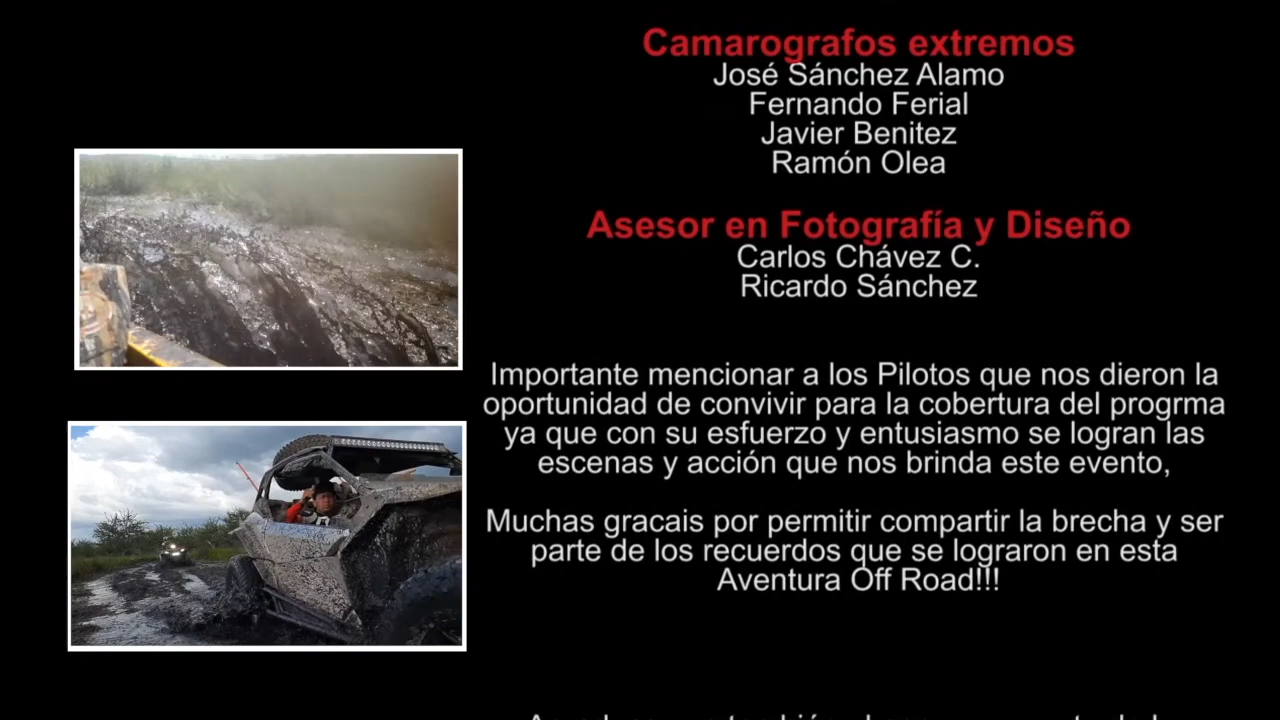 Camarografos extremos
José Sánchez Alamo
Fernando Ferial
Javier Benitez
Ramón Olea
Asesor en Fotografía y Diseño
Carlos Chávez C.
Ricardo Sánchez
Importante mencionar a los Pilotos que nos dieron la
oportunidad de convivir para la cobertura del progrma
ya que con su esfuerzo y entusiasmo se logran las
escenas y acción que nos brinda este evento,
Muchas gracais por permitir compartir la brecha y ser
parte de los recuerdos que se lograron en esta
Aventura Off Road!!!